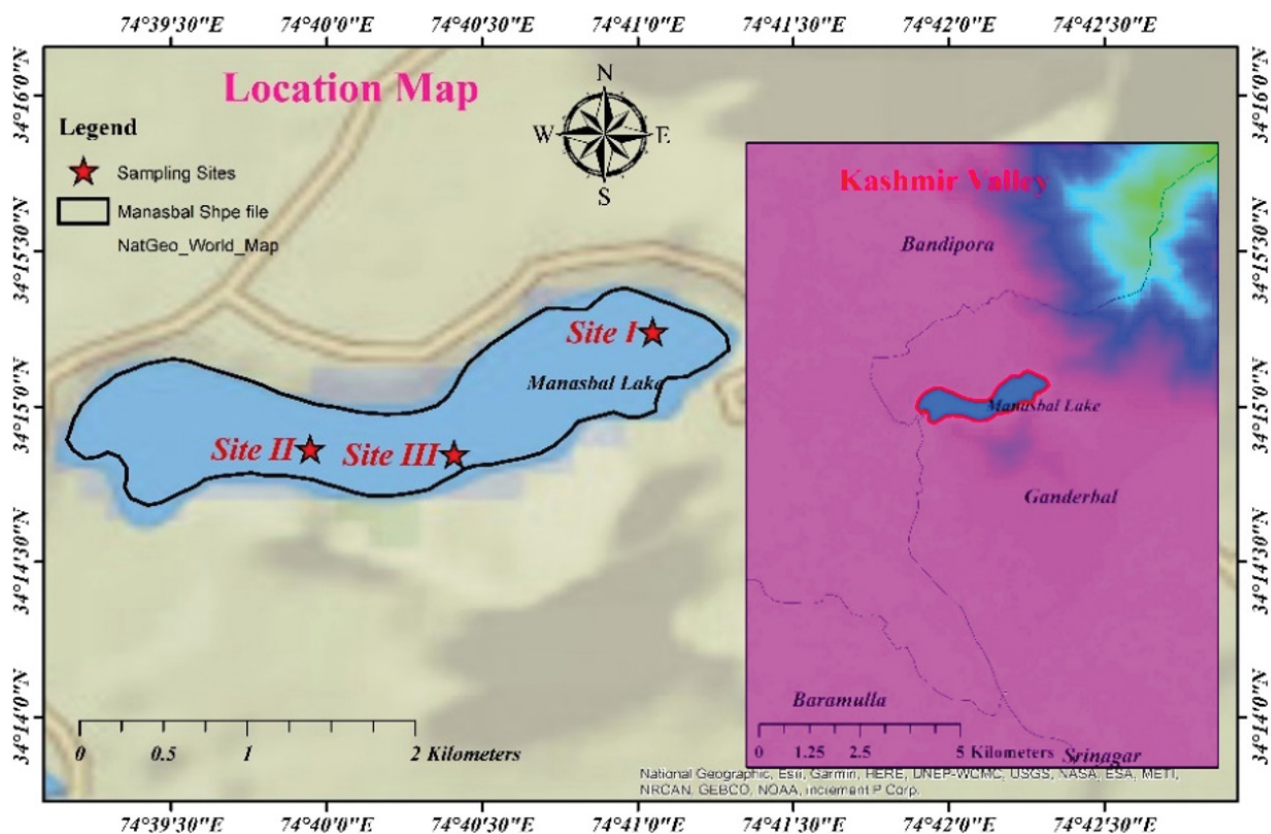 74°39'30"E 74°40'0"E 74°40'30"E 74°41'0"E 74°41'30"E 74°42'0"E 74°42'30"E
34°16'0"N
34°15'30"N
34°15'0"N
34°14'30"N
34°14'0"N
Location Map
Legend
Sampling Sites
Manasbal Shpe file
NatGeo_World_Map
N
W E
S
Site I
Manasbal Lake
Site II
Site III
0 0.5 1 2 Kilometers
Kashmir Valley
Bandipora
Manasbal Lake
Ganderbal
Baramulla
0 1.25 2.5 5 Kilometers
Srinagar
National Geographic, Esri, Garmin, HERE, UNEP-WCMC, USGS, NASA, ESA, METI,
NRCAN, GEBCO, NOAA, increment P Corp.
34°16'0"N
34°15'30"N
34°15'0"N
34°14'30"N
34°14'0"N
74°39'30"E 74°40'0"E 74°40'30"E 74°41'0"E 74°41'30"E 74°42'0"E 74°42'30"E